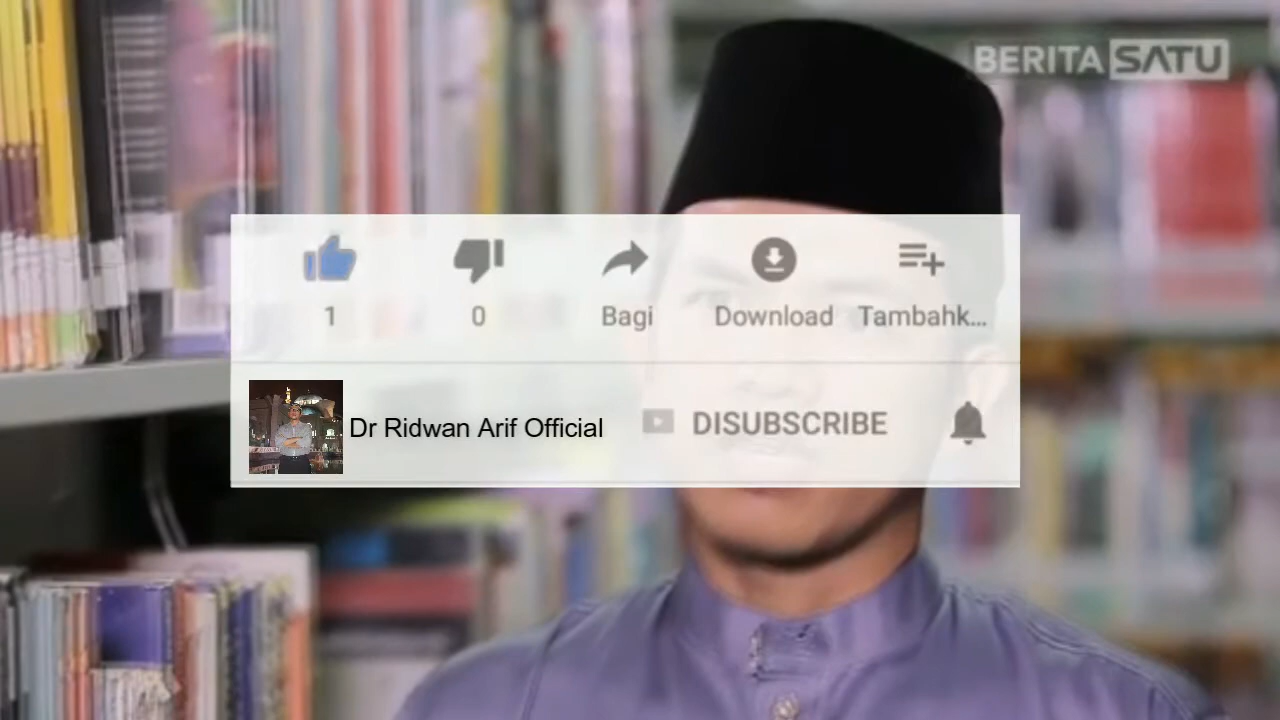 BERITA SATU
1
0
Bagi
Download
Tambahk...
Dr Ridwan Arif Official
DISUBSCRIBE